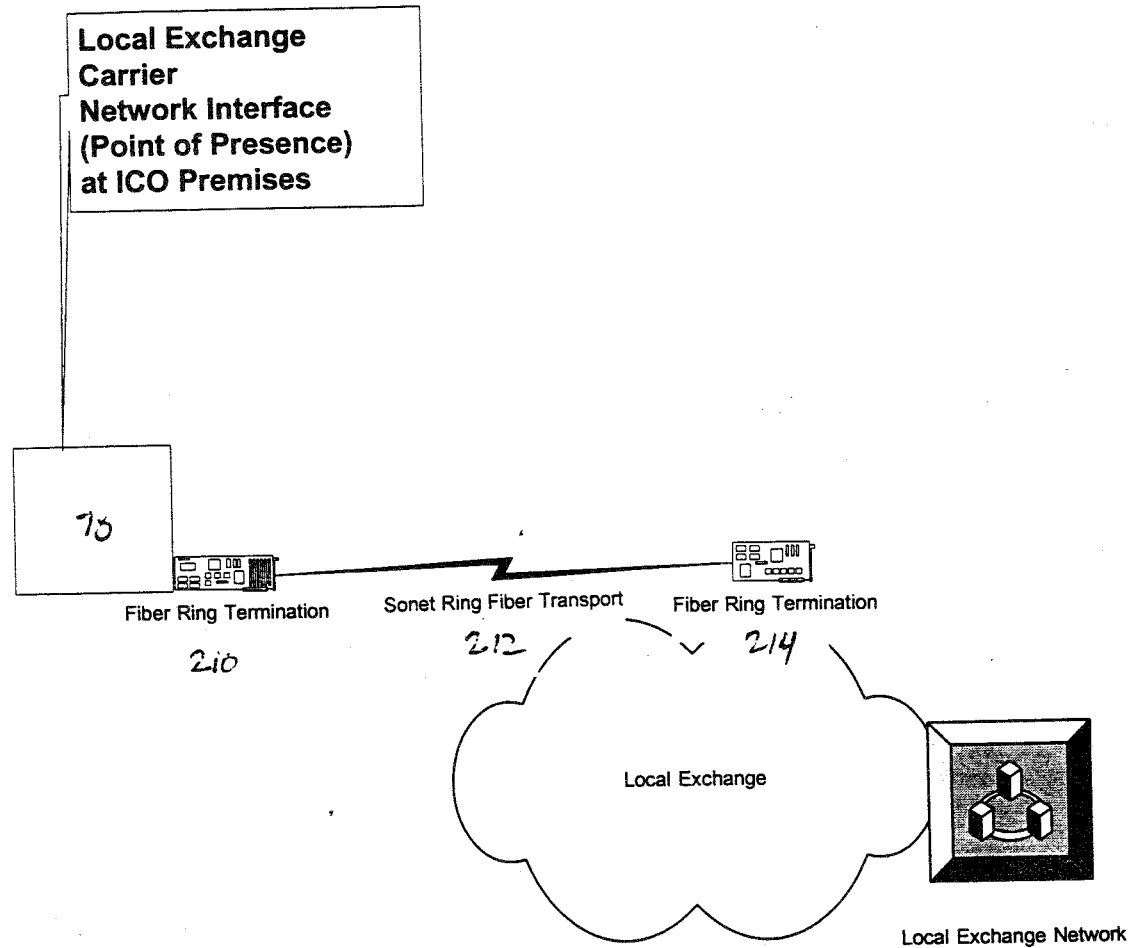 Local Exchange
Carrier
Network Interface
(Point of Presence)
at ICO Premises
78
Fiber Ring Termination
Sonet Ring Fiber Transport
Fiber Ring Termination
210
212
214
Local Exchange
Local Exchange Network